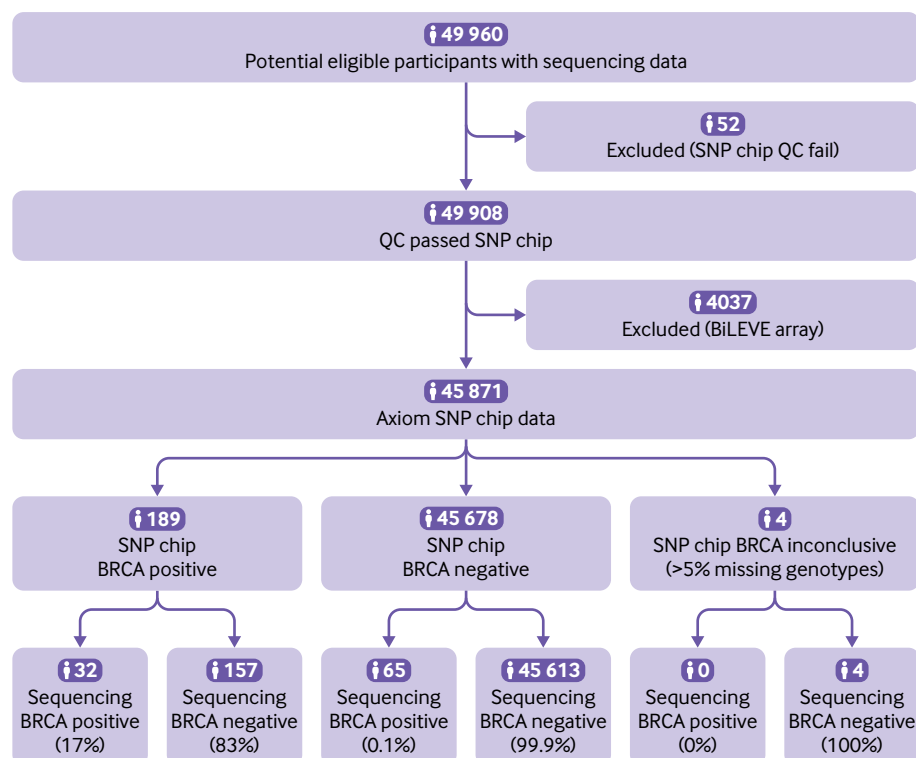 49 960
Potential eligible participants with sequencing data
52
Excluded (SNP chip QC fail)
49 908
QC passed SNP chip
4037
Excluded (BiLEVE array)
45 871
Axiom SNP chip data
189
SNP chip
BRCA positive
45 678
SNP chip
BRCA negative
4
SNP chip BRCA inconclusive
(>5% missing genotypes)
32
Sequencing
BRCA positive
(17%)
157
Sequencing
BRCA negative
(83%)
65
Sequencing
BRCA positive
(0.1%)
45 613
Sequencing
BRCA negative
(99.9%)
0
Sequencing
BRCA positive
(0%)
4
Sequencing
BRCA negative
(100%)